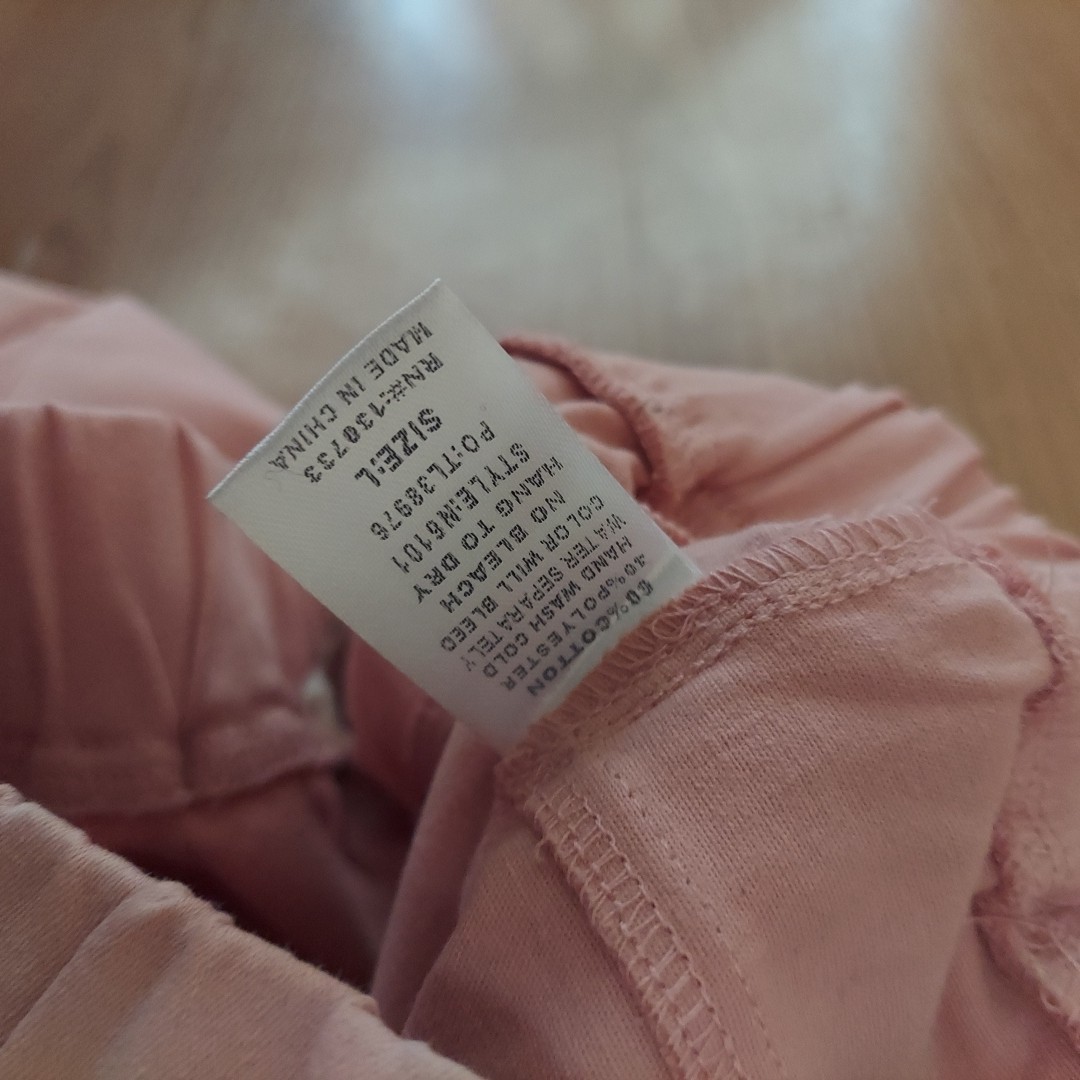 60%COTTON
40%POLYESTER
HAND WASH COLD
WATER SEPARATELY
COLOR WILL BLEED
NO BLEACH
HANG TO DRY
STYLE:N6101
PO:TL38976
SIZE:L
RN#:130733
MADE IN CHINA